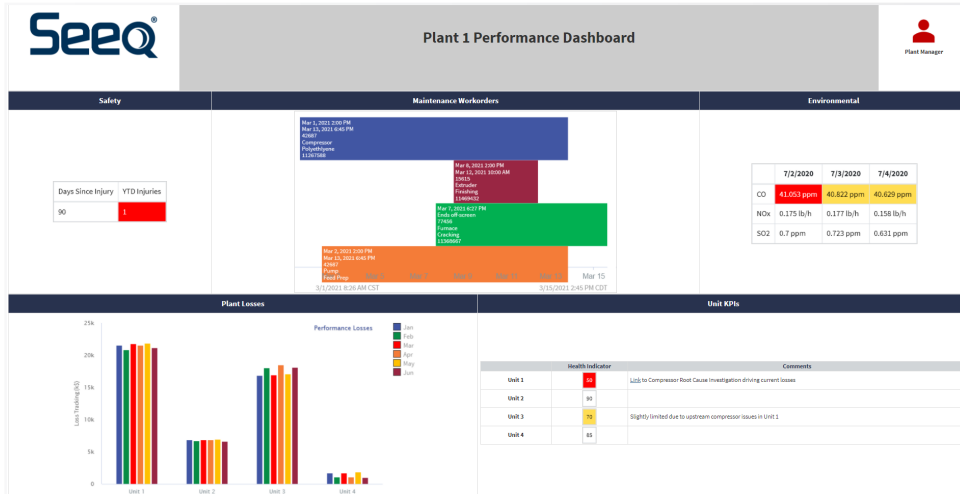 Seeq®
Plant 1 Performance Dashboard
Plant Manager
Safety
Maintenance Workorders
Environmental
Days Since Injury YTD Injuries
90 1
Mar 1, 2021 2:00 PM
Mar 13, 2021 6:45 PM
42687
Compressor
Polyethlyene
11267588
Mar 8, 2021 2:00 PM
Mar 12, 2021 10:00 AM
15615
Extruder
Finishing
11469432
Mar 7, 2021 6:27 PM
Ends off-screen
77456
Furnace
Cracking
11368667
Mar 2, 2021 2:00 PM
Mar 13, 2021 6:45 PM
42687
Pump
Feed Prep
Mar 15
3/1/2021 8:26 AM CST 3/15/2021 2:45 PM CDT
7/2/2020 7/3/2020 7/4/2020
CO 41.053 ppm 40.822 ppm 40.629 ppm
NOx 0.175 lb/h 0.177 lb/h 0.158 lb/h
SO2 0.7 ppm 0.723 ppm 0.631 ppm
Plant Losses
Unit KPIs
Performance Losses
Jan
Feb
Mar
Apr
May
Jun
Loss Tracking (k$)
25k
20k
15k
10k
5k
0
Unit 1 Unit 2 Unit 3 Unit 4
Health Indicator Comments
Unit 1 50 Link to Compressor Root Cause Investigation driving current losses
Unit 2 90
Unit 3 70 Slightly limited due to upstream compressor issues in Unit 1
Unit 4 85